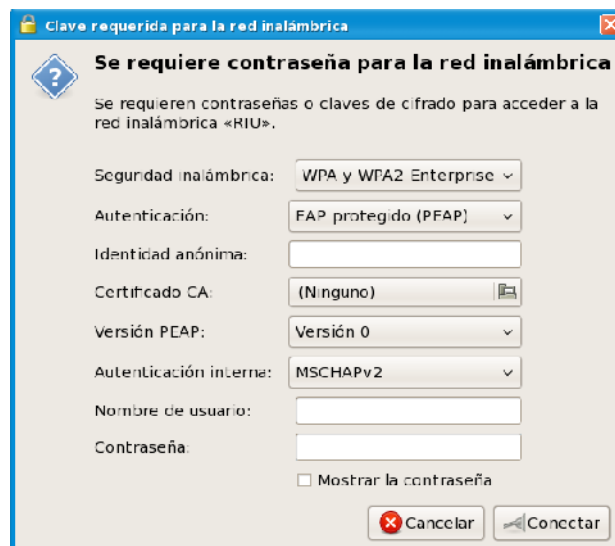 Clave requerida para la red inalámbrica
Se requiere contraseña para la red inalámbrica
Se requieren contraseñas o claves de cifrado para acceder a la
red inalámbrica «RIU».
Seguridad inalámbrica: WPA y WPA2 Enterprise
Autenticación: EAP protegido (PEAP)
Identidad anónima:
Certificado CA: (Ninguno)
Versión PEAP: Versión 0
Autenticación interna: MSCHAPv2
Nombre de usuario:
Contraseña:
Mostrar la contraseña
Cancelar Conectar